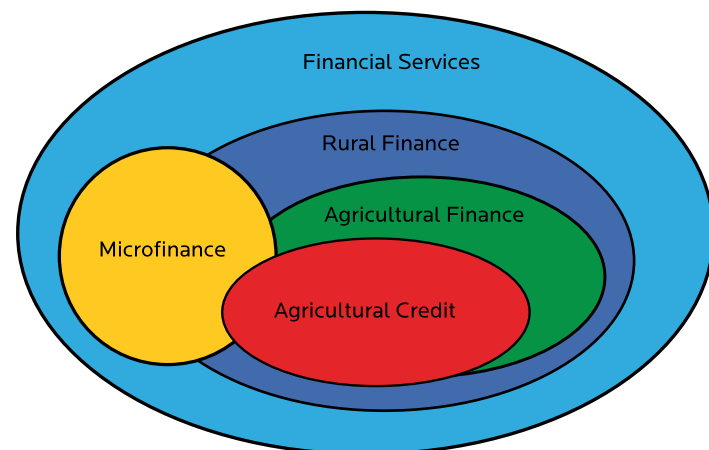 Financial Services
Rural Finance
Agricultural Finance
Microfinance
Agricultural Credit